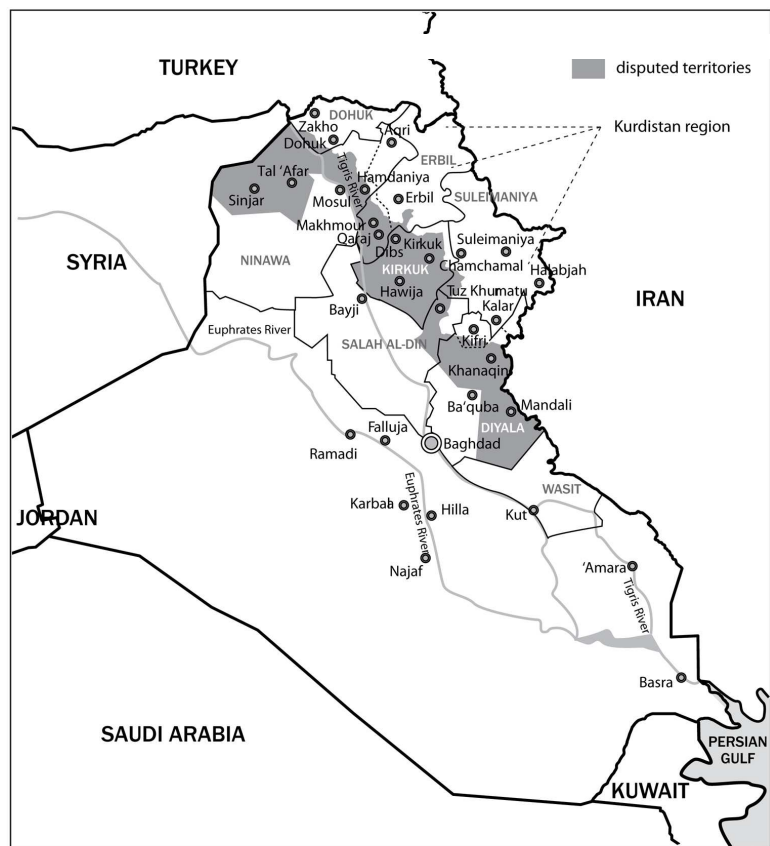 TURKEY
disputed territories
DOHUK
Zakho
Dohuk
Aqri
Kurdistan region
ERBIL
Tal ‘Afar
Tigris River
Hamdaniya
Sinjar
Mosul
Erbil
SULEIMANIYA
Makhmour
Qaraj
Dibs
Kirkuk
Suleimaniya
SYRIA
NINAWA
KIRKUK
Chamchamal
Halabjah
Hawija
Tuz Khumatu
IRAN
Bayji
Kalar
Euphrates River
SALAH AL-DIN
Kifri
Khanaqin
Ba‘quba
Mandali
DIYALA
Falluja
Ramadi
Baghdad
WASIT
Euphrates River
Karbala
Hilla
Kut
JORDAN
Najaf
‘Amara
Tigris River
Basra
SAUDI ARABIA
PERSIAN
GULF
KUWAIT